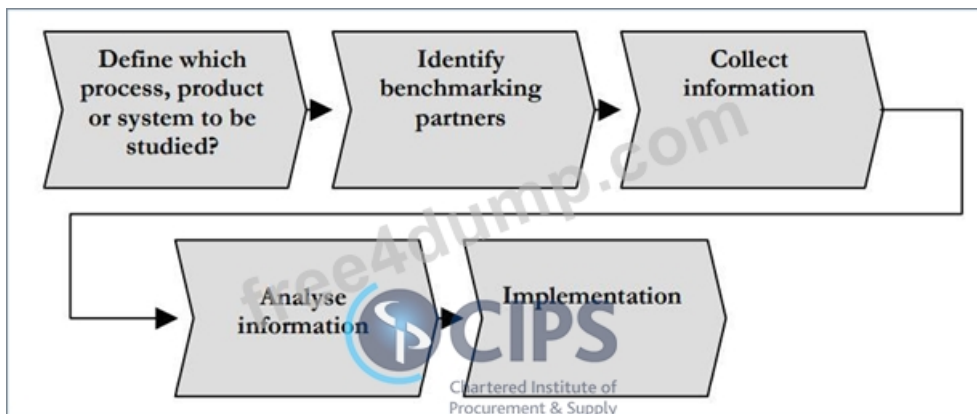 Define which
process, product
or system to be
studied?
Identify
benchmarking
partners
Collect
information
Analyse
information
Implementation
free4dump.com
CIPS
Chartered Institute of
Procurement & Supply